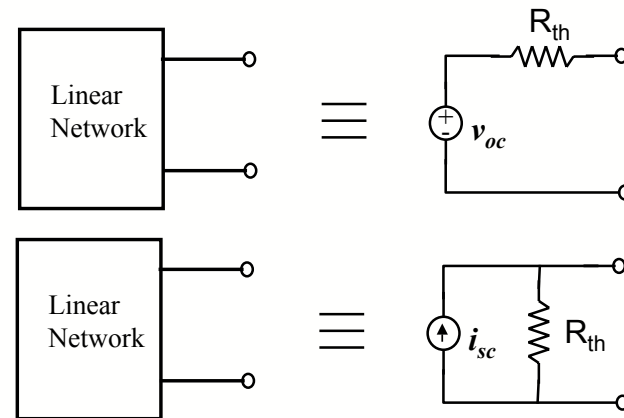 Linear
Network
R_th
+
-
v_oc
Linear
Network
i_sc
R_th